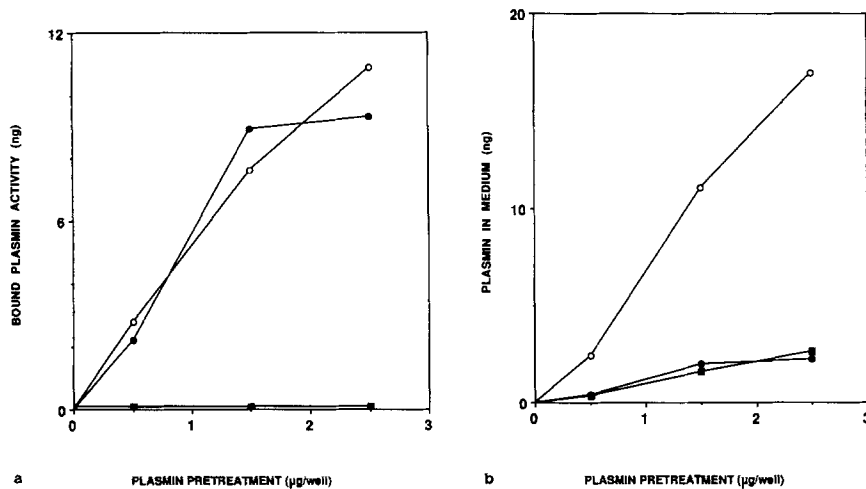 12
6
0
0
1
2
3
BOUND PLASMIN ACTIVITY (ng)
a
PLASMIN PRETREATMENT (µg/well)
20
10
0
0
1
2
3
PLASMIN IN MEDIUM (ng)
b
PLASMIN PRETREATMENT (µg/well)